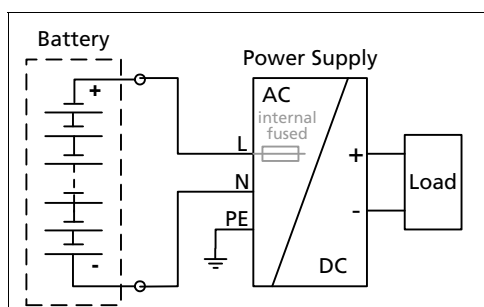 Battery
Power Supply
+
AC
internal
fused
L
N
PE
+
-
Load
-
DC